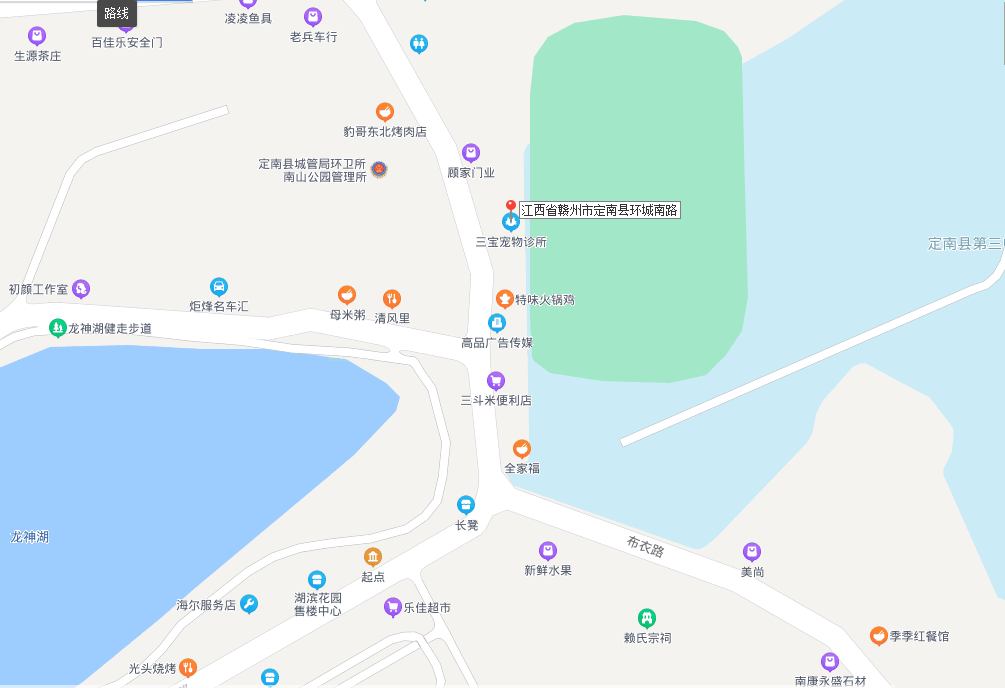 路线
凌凌鱼具
老兵车行
百佳乐安全门
生源茶庄
豹哥东北烤肉店
定南县城管局环卫所
南山公园管理所
顾家门业
江西省赣州市定南县环城南路
三宝宠物诊所
定南县第三
初颜工作室
炬烽名车汇
母米粥
清风里
特味火锅鸡
龙神湖健走步道
高品广告传媒
三斗米便利店
全家福
长凳
龙神湖
布衣路
新鲜水果
美尚
起点
湖滨花园
售楼中心
海尔服务店
乐佳超市
赖氏宗祠
季季红餐馆
光头烧烤
南康永盛石材